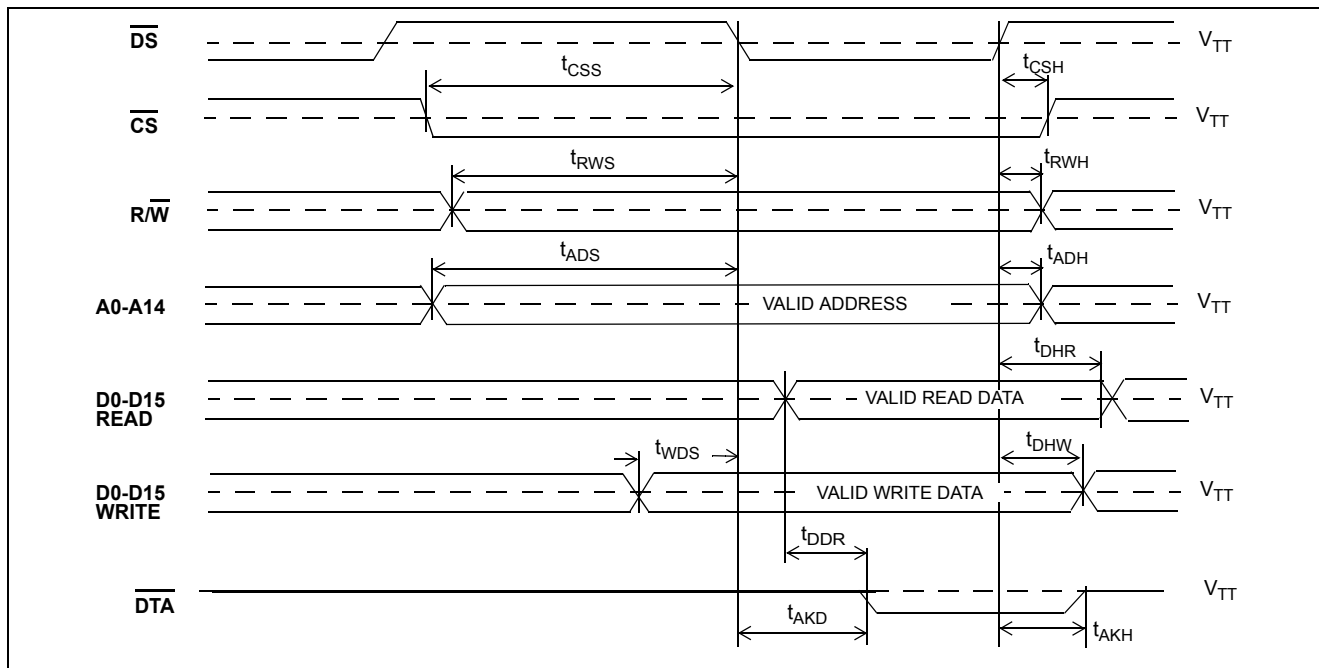 DS VTT
tCSS tCSH
CS VTT
tRWS tRWH
R/W VTT
tADS tADH
A0-A14 VALID ADDRESS VTT
tDHR
D0-D15 READ VALID READ DATA VTT
tWDS tDHW
D0-D15 WRITE VALID WRITE DATA VTT
tDDR
DTA VTT
tAKD tAKH